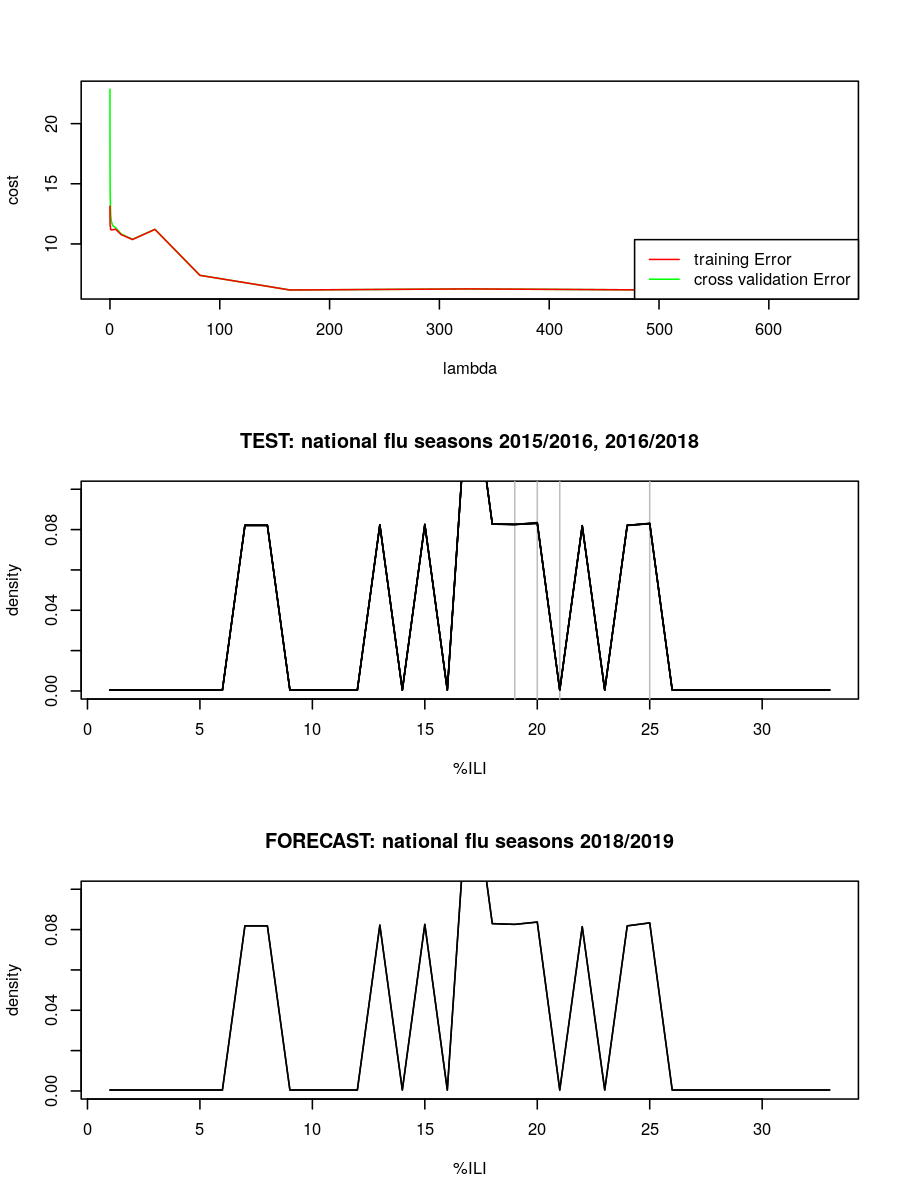 20
15
10
cost
training Error
cross validation Error
0 100 200 300 400 500 600
lambda
TEST: national flu seasons 2015/2016, 2016/2018
0.08
0.04
0.00
density
0 5 10 15 20 25 30
%ILI
FORECAST: national flu seasons 2018/2019
0.08
0.04
0.00
density
0 5 10 15 20 25 30
%ILI